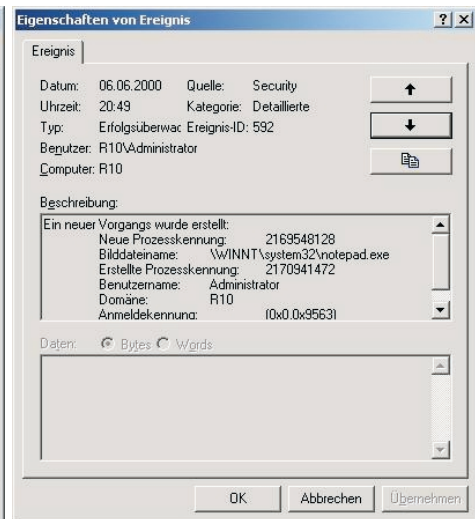 Eigenschaften von Ereignis
Ereignis
Datum: 06.06.2000 Quelle: Security
Uhrzeit: 20:49 Kategorie: Detaillierte
Typ: Erfolgsüberwac Ereignis-ID: 592
Benutzer: R10\Administrator
Computer: R10
Beschreibung:
Ein neuer Vorgangs wurde erstellt:
Neue Prozesskennung: 2169548128
Bilddateiname: \WINNT\system32\notepad.exe
Erstellte Prozesskennung: 2170941472
Benutzername: Administrator
Domäne: R10
Anmeldekennung: (0x0,0x9563)
Daten: Bytes Words
OK Abbrechen Übernehmen